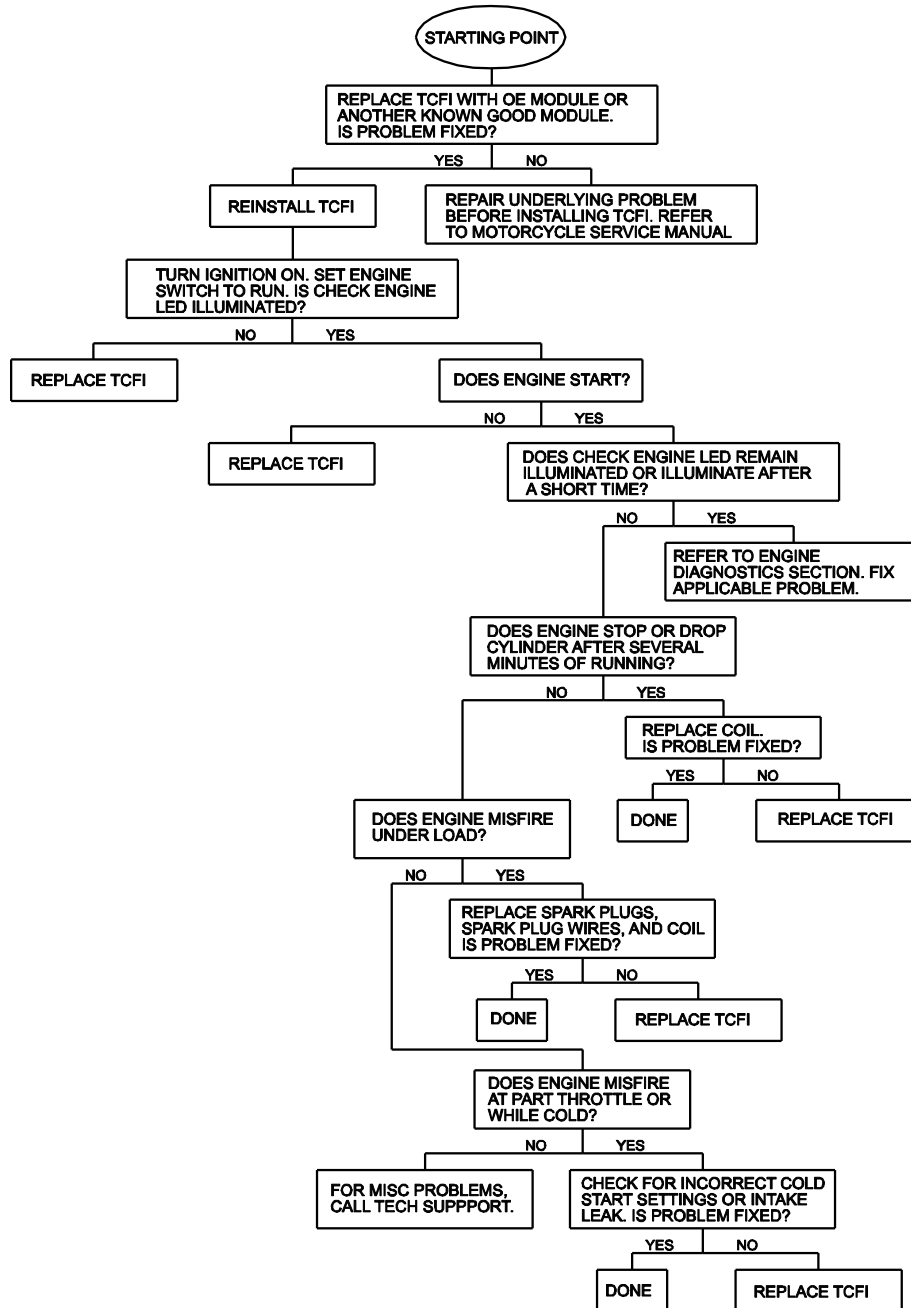 STARTING POINT
REPLACE TCFI WITH OE MODULE OR
ANOTHER KNOWN GOOD MODULE.
IS PROBLEM FIXED?
YES
NO
REINSTALL TCFI
REPAIR UNDERLYING PROBLEM
BEFORE INSTALLING TCFI. REFER
TO MOTORCYCLE SERVICE MANUAL
TURN IGNITION ON. SET ENGINE
SWITCH TO RUN. IS CHECK ENGINE
LED ILLUMINATED?
NO
YES
REPLACE TCFI
DOES ENGINE START?
NO
YES
REPLACE TCFI
DOES CHECK ENGINE LED REMAIN
ILLUMINATED OR ILLUMINATE AFTER
A SHORT TIME?
NO
YES
REFER TO ENGINE
DIAGNOSTICS SECTION. FIX
APPLICABLE PROBLEM.
DOES ENGINE STOP OR DROP
CYLINDER AFTER SEVERAL
MINUTES OF RUNNING?
NO
YES
REPLACE COIL.
IS PROBLEM FIXED?
YES
NO
DONE
REPLACE TCFI
DOES ENGINE MISFIRE
UNDER LOAD?
NO
YES
REPLACE SPARK PLUGS,
SPARK PLUG WIRES, AND COIL
IS PROBLEM FIXED?
YES
NO
DONE
REPLACE TCFI
DOES ENGINE MISFIRE
AT PART THROTTLE OR
WHILE COLD?
NO
YES
FOR MISC PROBLEMS,
CALL TECH SUPPPORT.
CHECK FOR INCORRECT COLD
START SETTINGS OR INTAKE
LEAK. IS PROBLEM FIXED?
YES
NO
DONE
REPLACE TCFI